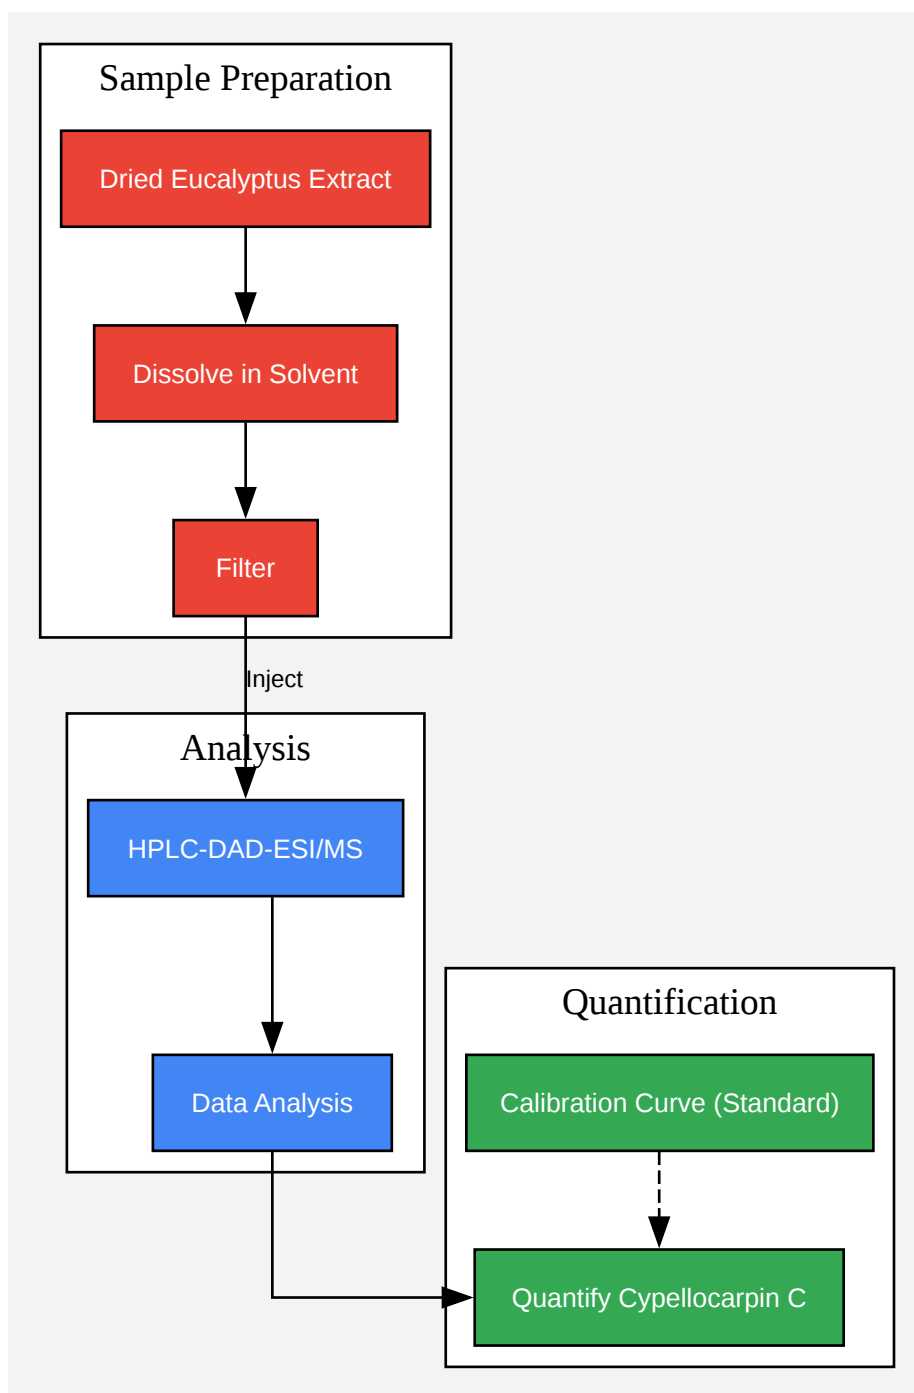 Sample Preparation
Dried Eucalyptus Extract
Dissolve in Solvent
Filter
Inject
Analysis
HPLC-DAD-ESI/MS
Data Analysis
Quantification
Calibration Curve (Standard)
Quantify Cypellocarpin C